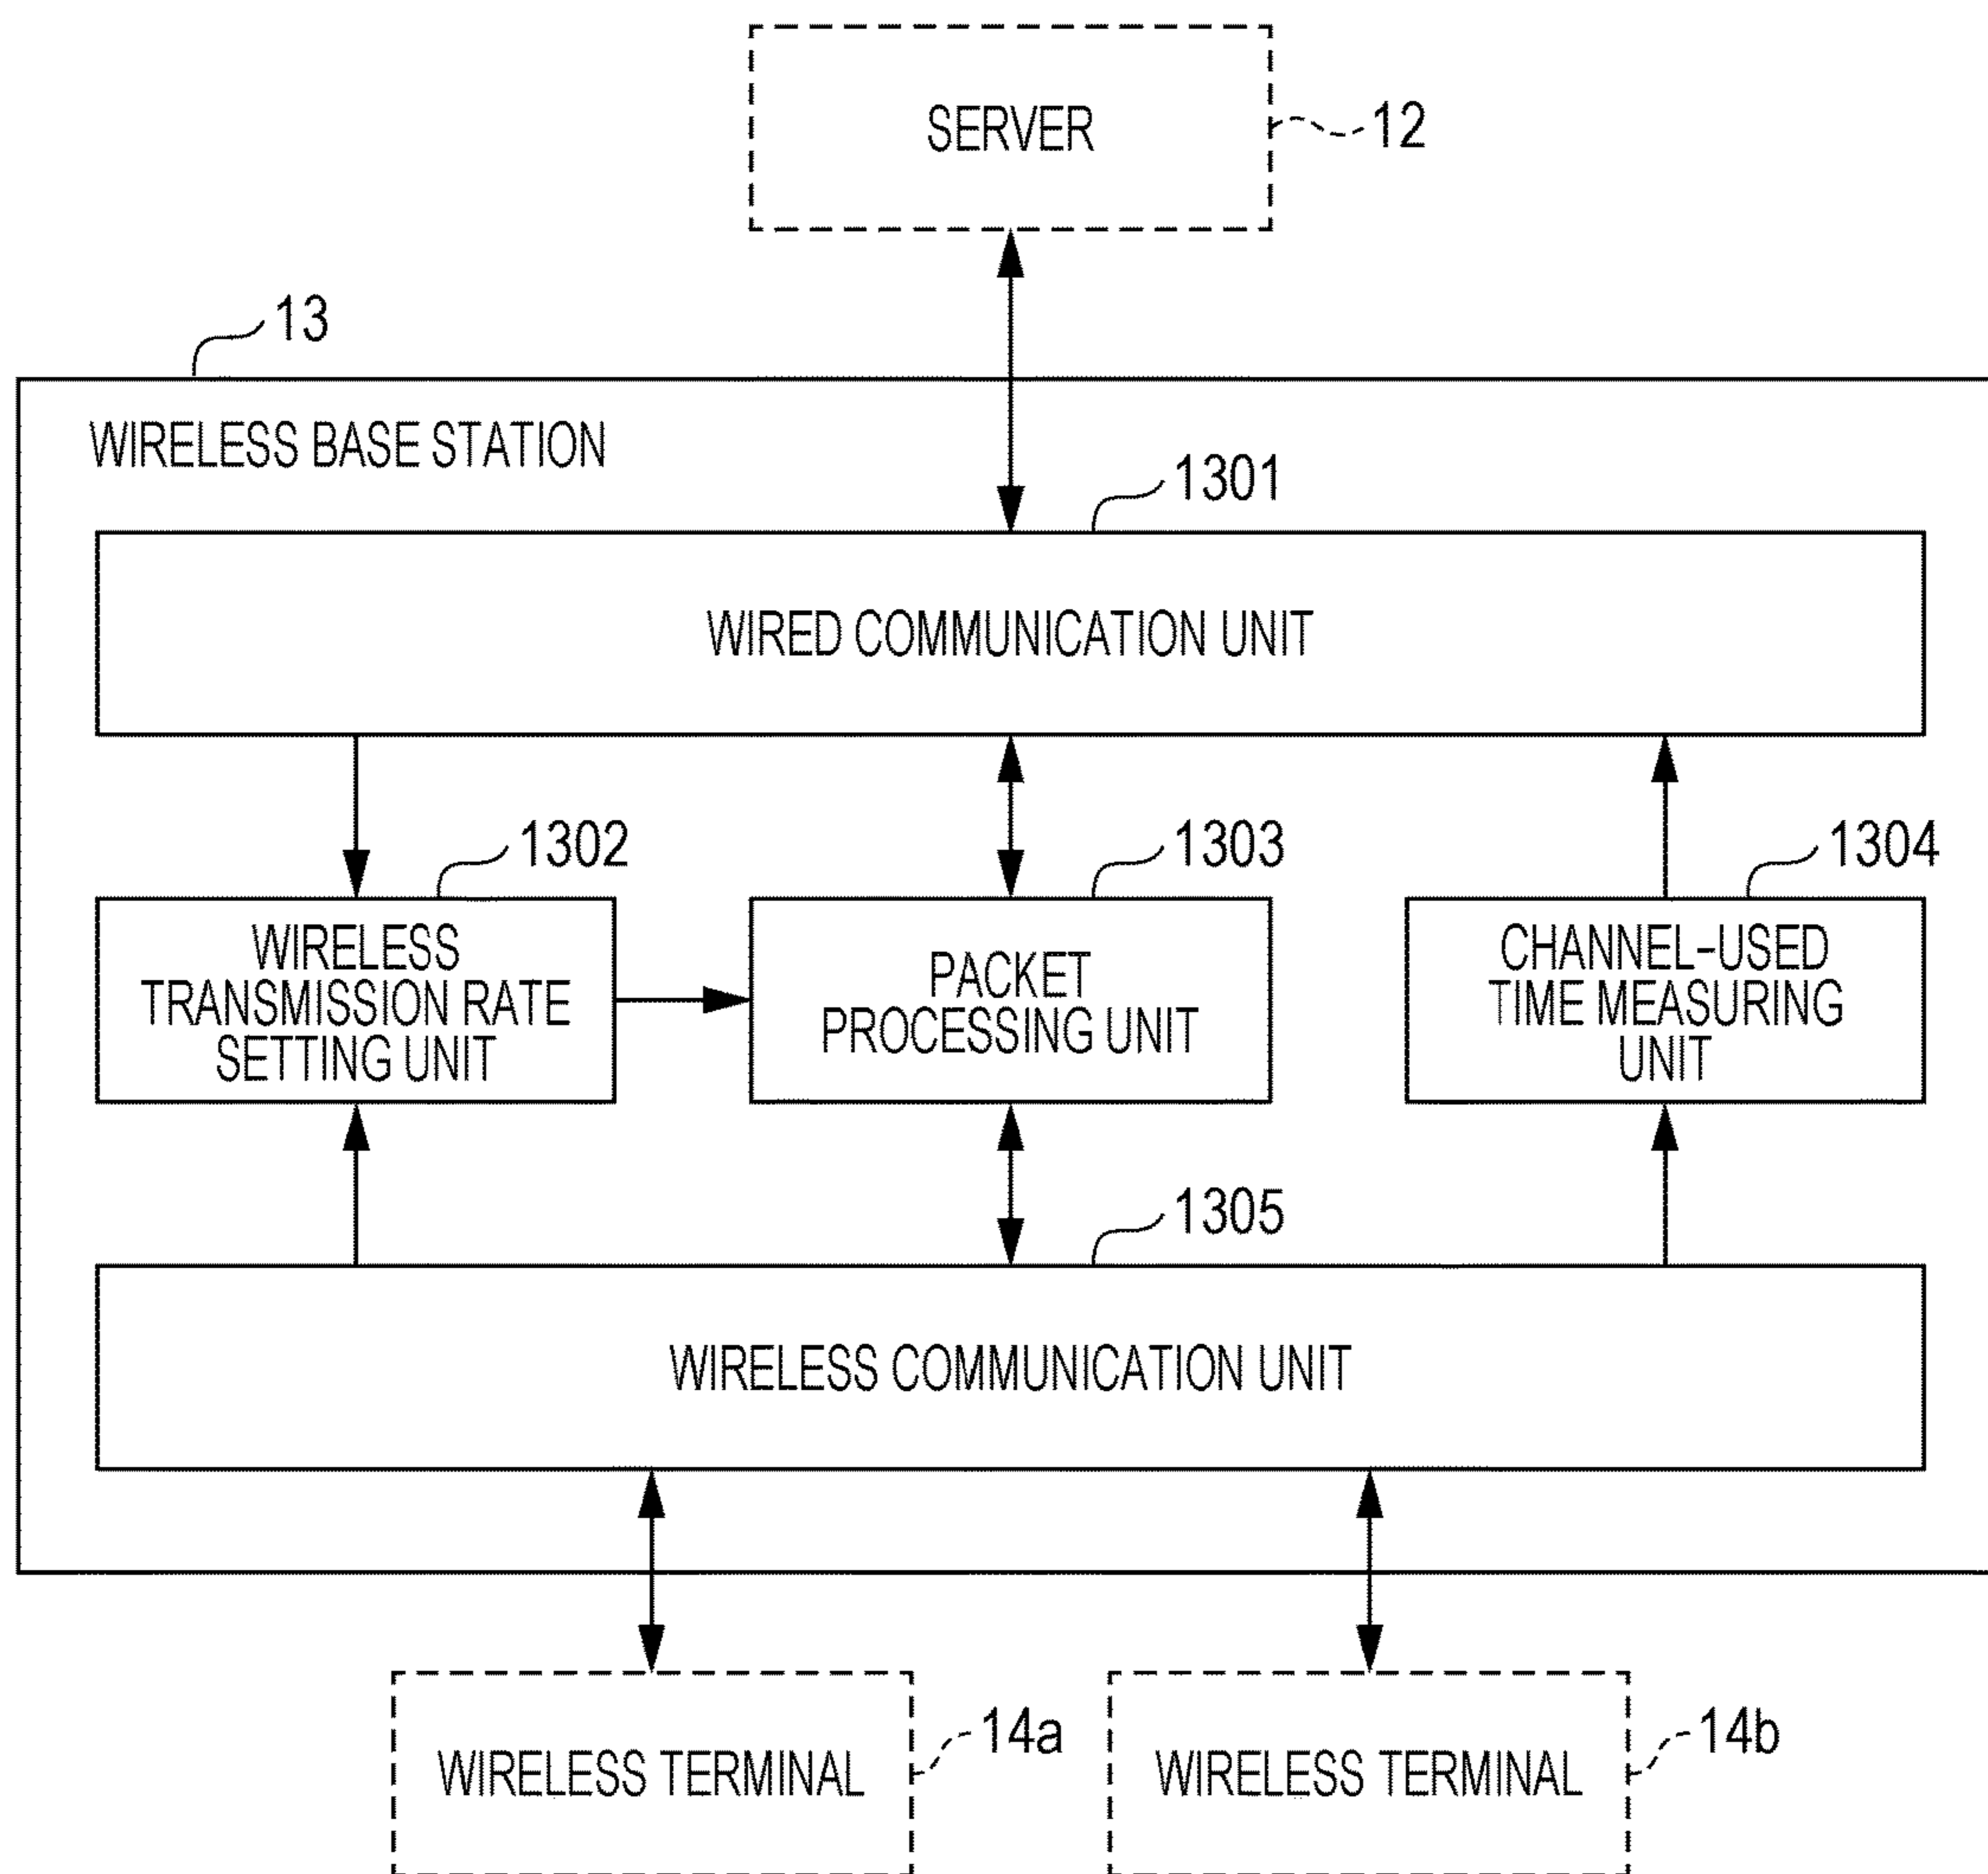 SERVER
12
13
WIRELESS BASE STATION
1301
WIRED COMMUNICATION UNIT
1302
1303
1304
WIRELESS
TRANSMISSION RATE
SETTING UNIT
PACKET
PROCESSING UNIT
CHANNEL-USED
TIME MEASURING
UNIT
1305
WIRELESS COMMUNICATION UNIT
14a
14b
WIRELESS TERMINAL
WIRELESS TERMINAL